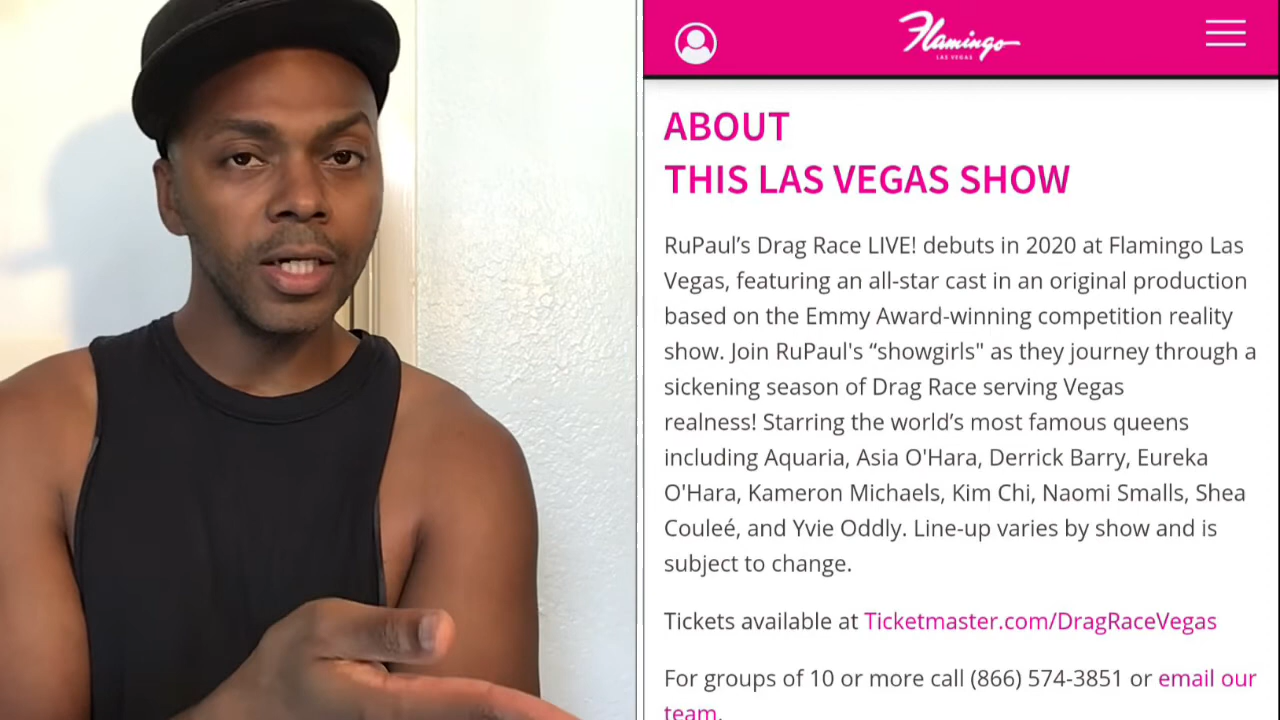 Flamingo
LAS VEGAS
ABOUT
THIS LAS VEGAS SHOW
RuPaul’s Drag Race LIVE! debuts in 2020 at Flamingo Las
Vegas, featuring an all-star cast in an original production
based on the Emmy Award-winning competition reality
show. Join RuPaul's “showgirls" as they journey through a
sickening season of Drag Race serving Vegas
realness! Starring the world’s most famous queens
including Aquaria, Asia O'Hara, Derrick Barry, Eureka
O'Hara, Kameron Michaels, Kim Chi, Naomi Smalls, Shea
Couleé, and Yvie Oddly. Line-up varies by show and is
subject to change.
Tickets available at Ticketmaster.com/DragRaceVegas
For groups of 10 or more call (866) 574-3851 or email our
team.